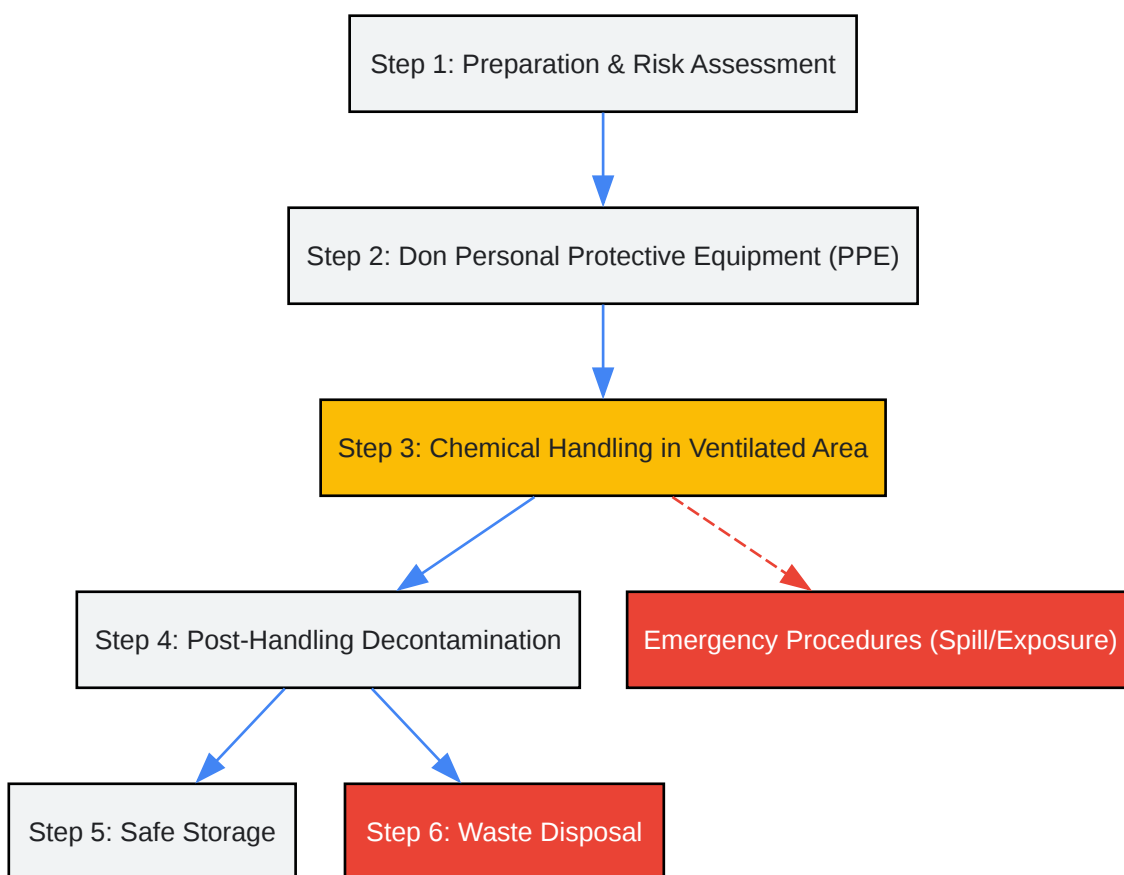 Step 1: Preparation & Risk Assessment
Step 2: Don Personal Protective Equipment (PPE)
Step 3: Chemical Handling in Ventilated Area
Step 4: Post-Handling Decontamination
Emergency Procedures (Spill/Exposure)
Step 5: Safe Storage
Step 6: Waste Disposal